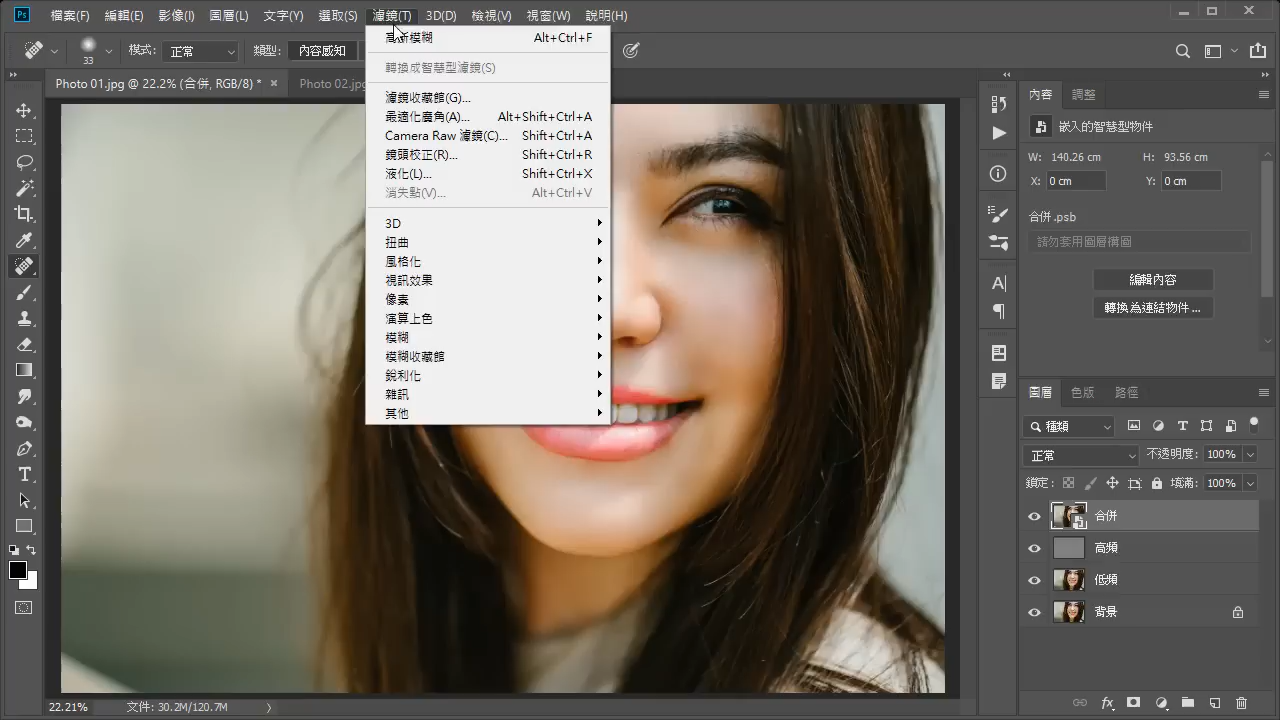 Ps 檔案(F) 編輯(E) 影像(I) 圖層(L) 文字(Y) 選取(S) 濾鏡(T) 3D(D) 檢視(V) 視窗(W) 說明(H)
33 模式: 正常 類型: 內容感知
Photo 01.jpg @ 22.2% (合併, RGB/8) *
Photo 02.jpg
高斯模糊 Alt+Ctrl+F
轉換成智慧型濾鏡(S)
濾鏡收藏館(G)...
最適化廣角(A)... Alt+Shift+Ctrl+A
Camera Raw 濾鏡(C)... Shift+Ctrl+A
鏡頭校正(R)... Shift+Ctrl+R
液化(L)... Shift+Ctrl+X
消失點(V)... Alt+Ctrl+V
3D
扭曲
風格化
視訊效果
像素
演算上色
模糊
模糊收藏館
銳利化
雜訊
其他
內容 調整
嵌入的智慧型物件
W: 140.26 cm H: 93.56 cm
X: 0 cm Y: 0 cm
合併.psb
請勿套用圖層構圖
編輯內容
轉換為連結物件...
圖層 色版 路徑
種類
正常 不透明度: 100%
鎖定: 填滿: 100%
合併
高頻
低頻
背景
22.21% 文件: 30.2M/120.7M